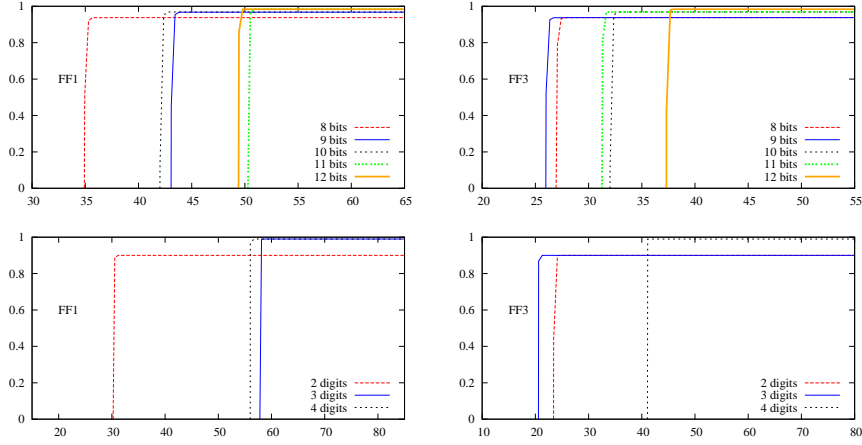 1
0.8
0.6
0.4
0.2
0
FF1
8 bits
9 bits
10 bits
11 bits
12 bits
30 35 40 45 50 55 60 65
1
0.8
0.6
0.4
0.2
0
FF3
8 bits
9 bits
10 bits
11 bits
12 bits
20 25 30 35 40 45 50 55
1
0.8
0.6
0.4
0.2
0
FF1
2 digits
3 digits
4 digits
20 30 40 50 60 70 80
1
0.8
0.6
0.4
0.2
0
FF3
2 digits
3 digits
4 digits
10 20 30 40 50 60 70 80